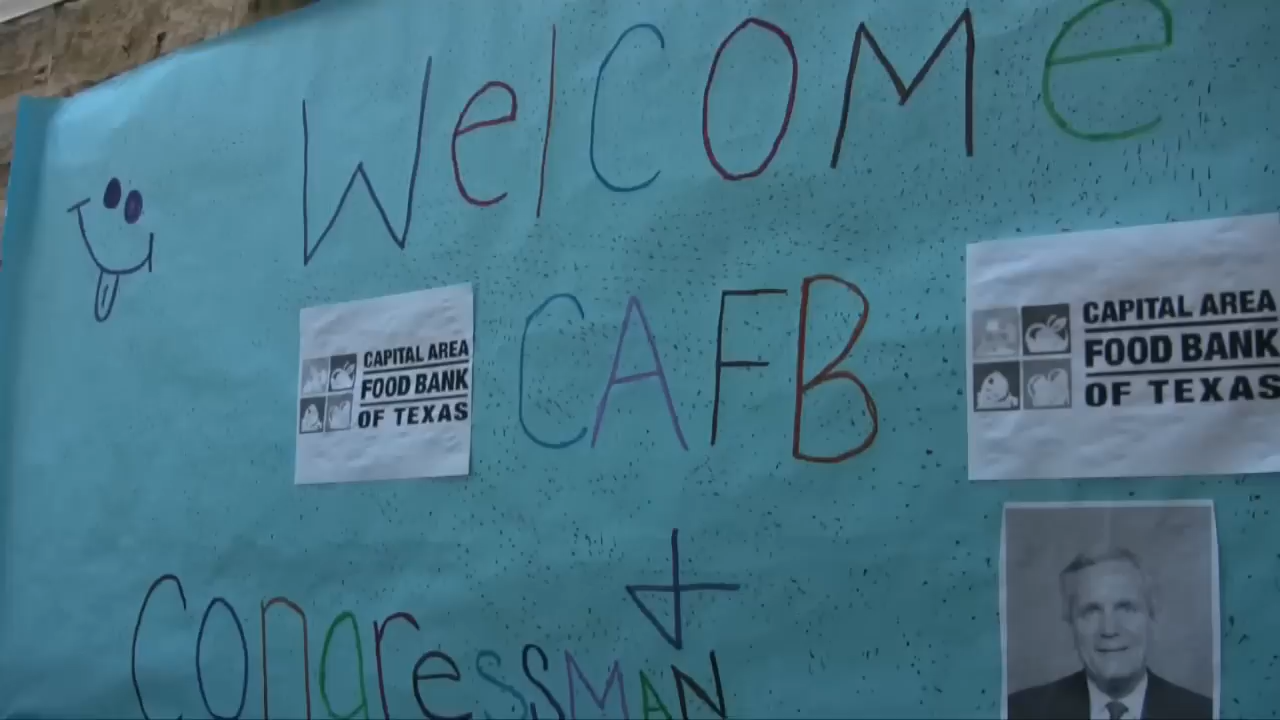 WelCOMe
CAPITAL AREA
FOOD BANK
OF TEXAS
CAFB
CAPITAL AREA
FOOD BANK
OF TEXAS
+
CongressMAN